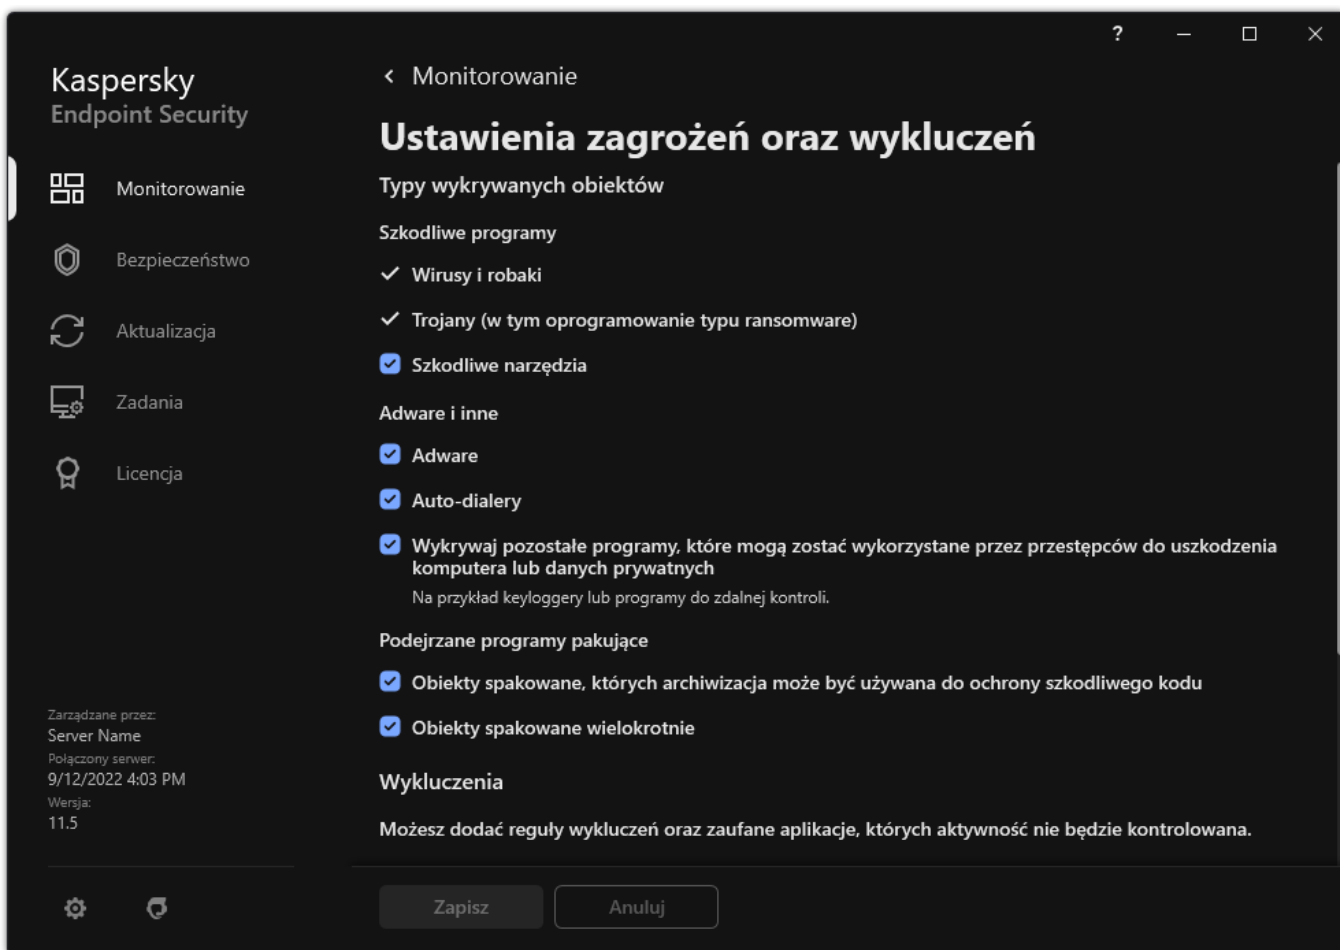 ?
Kaspersky
Endpoint Security
Monitorowanie
Bezpieczeństwo
Aktualizacja
Zadania
Licencja
Zarządzane przez:
Server Name
Połączony serwer:
9/12/2022 4:03 PM
Wersja:
11.5
Monitorowanie
Ustawienia zagrożeń oraz wykluczeń
Typy wykrywanych obiektów
Szkodliwe programy
Wirusy i robaki
Trojany (w tym oprogramowanie typu ransomware)
Szkodliwe narzędzia
Adware i inne
Adware
Auto-dialery
Wykrywaj pozostałe programy, które mogą zostać wykorzystane przez przestępców do uszkodzenia
komputera lub danych prywatnych
Na przykład keyloggery lub programy do zdalnej kontroli.
Podejrzane programy pakujące
Obiekty spakowane, których archiwizacja może być używana do ochrony szkodliwego kodu
Obiekty spakowane wielokrotnie
Wykluczenia
Możesz dodać reguły wykluczeń oraz zaufane aplikacje, których aktywność nie będzie kontrolowana.
Zapisz
Anuluj